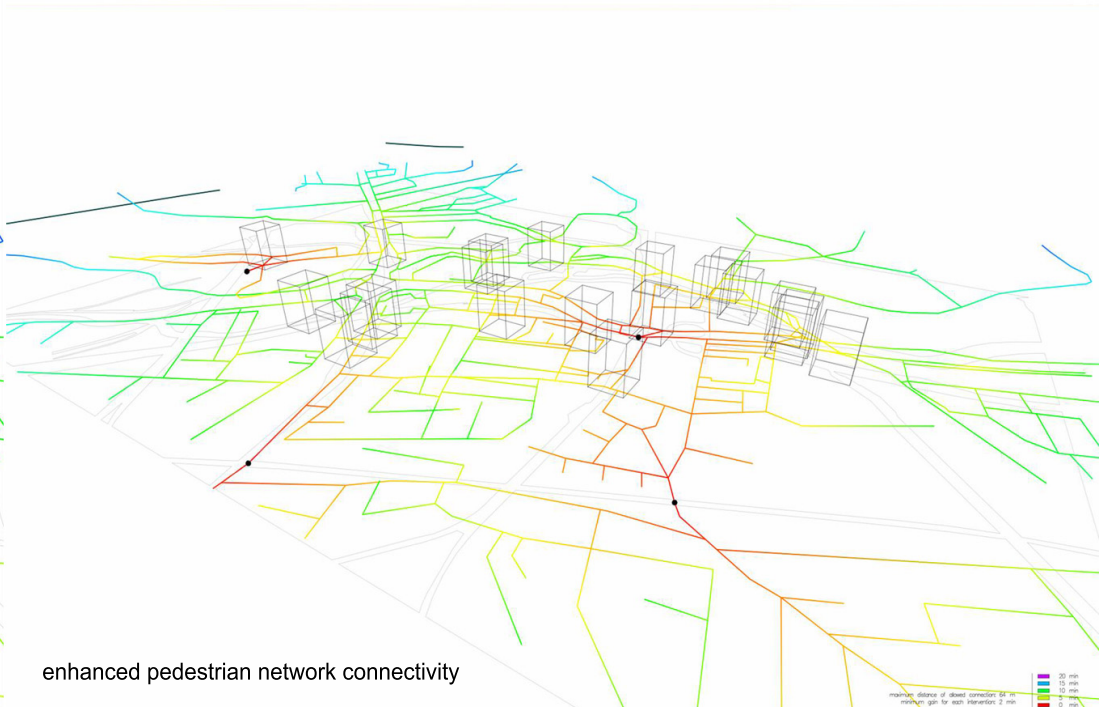 enhanced pedestrian network connectivity
maximum distance of allowed connection: 64 m
minimum gain for each intervention: 2 min
20 min
15 min
10 min
5 min
0 min